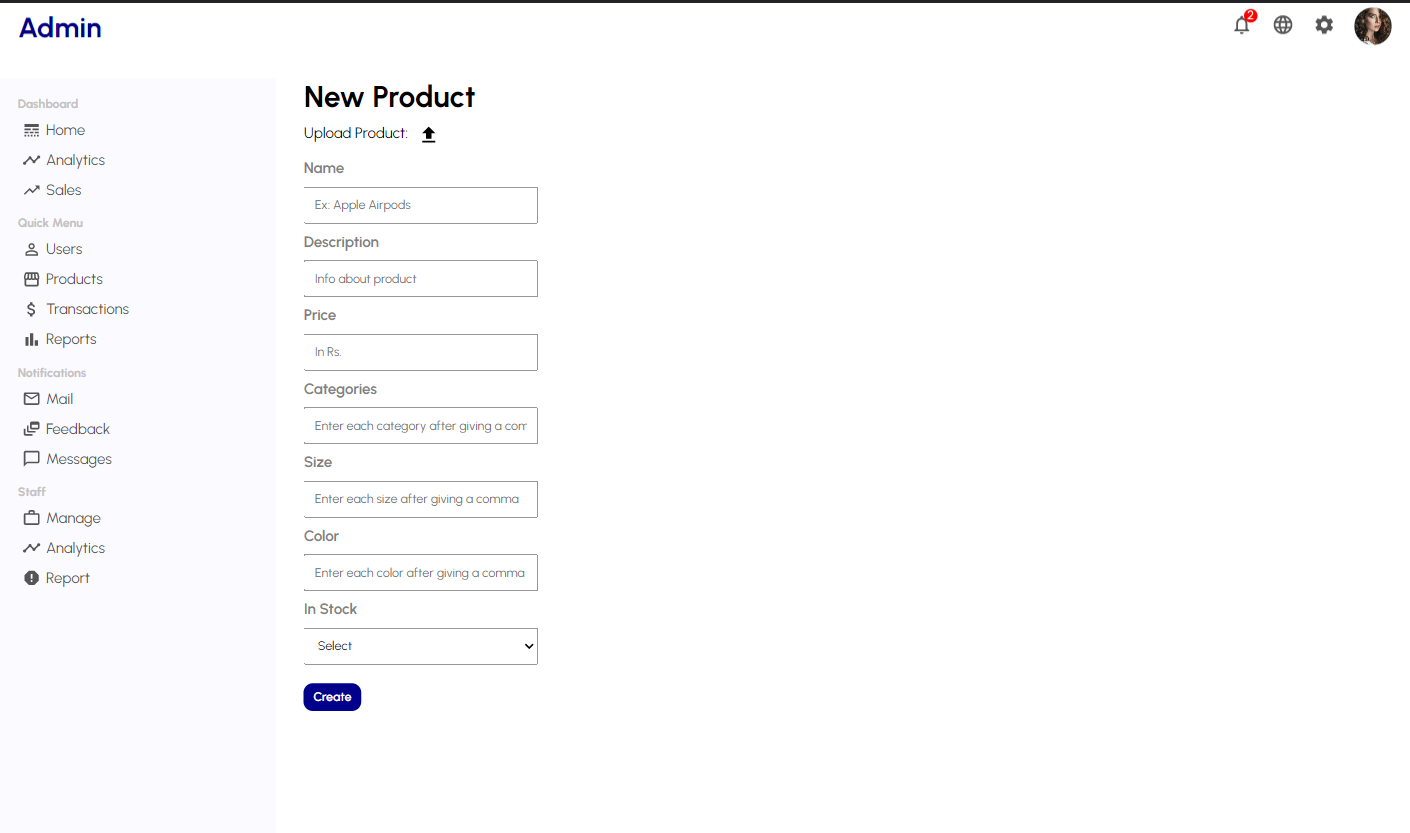 Admin
2
Dashboard
Home
Analytics
Sales
Quick Menu
Users
Products
Transactions
Reports
Notifications
Mail
Feedback
Messages
Staff
Manage
Analytics
Report
New Product
Upload Product:
Name
Ex: Apple Airpods
Description
Info about product
Price
In Rs.
Categories
Enter each category after giving a com
Size
Enter each size after giving a comma
Color
Enter each color after giving a comma
In Stock
Select
Create